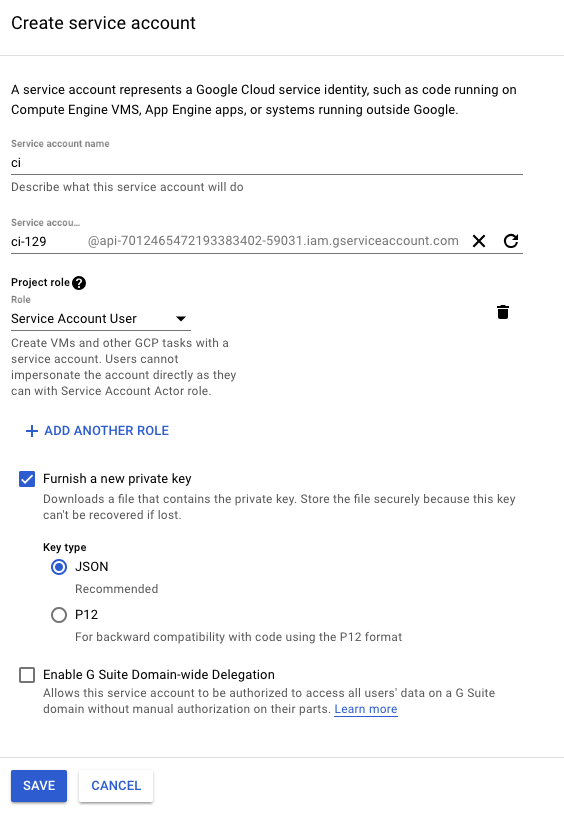 Create service account
A service account represents a Google Cloud service identity, such as code running on
Compute Engine VMS, App Engine apps, or systems running outside Google.
Service account name
ci
Describe what this service account will do
Service accou...
ci-129 @api-7012465472193383402-59031.iam.gserviceaccount.com
Project role
Role
Service Account User
Create VMs and other GCP tasks with a
service account. Users cannot
impersonate the account directly as they
can with Service Account Actor role.
ADD ANOTHER ROLE
Furnish a new private key
Downloads a file that contains the private key. Store the file securely because this key
can't be recovered if lost.
Key type
JSON
Recommended
P12
For backward compatibility with code using the P12 format
Enable G Suite Domain-wide Delegation
Allows this service account to be authorized to access all users' data on a G Suite
domain without manual authorization on their parts. Learn more
SAVE CANCEL